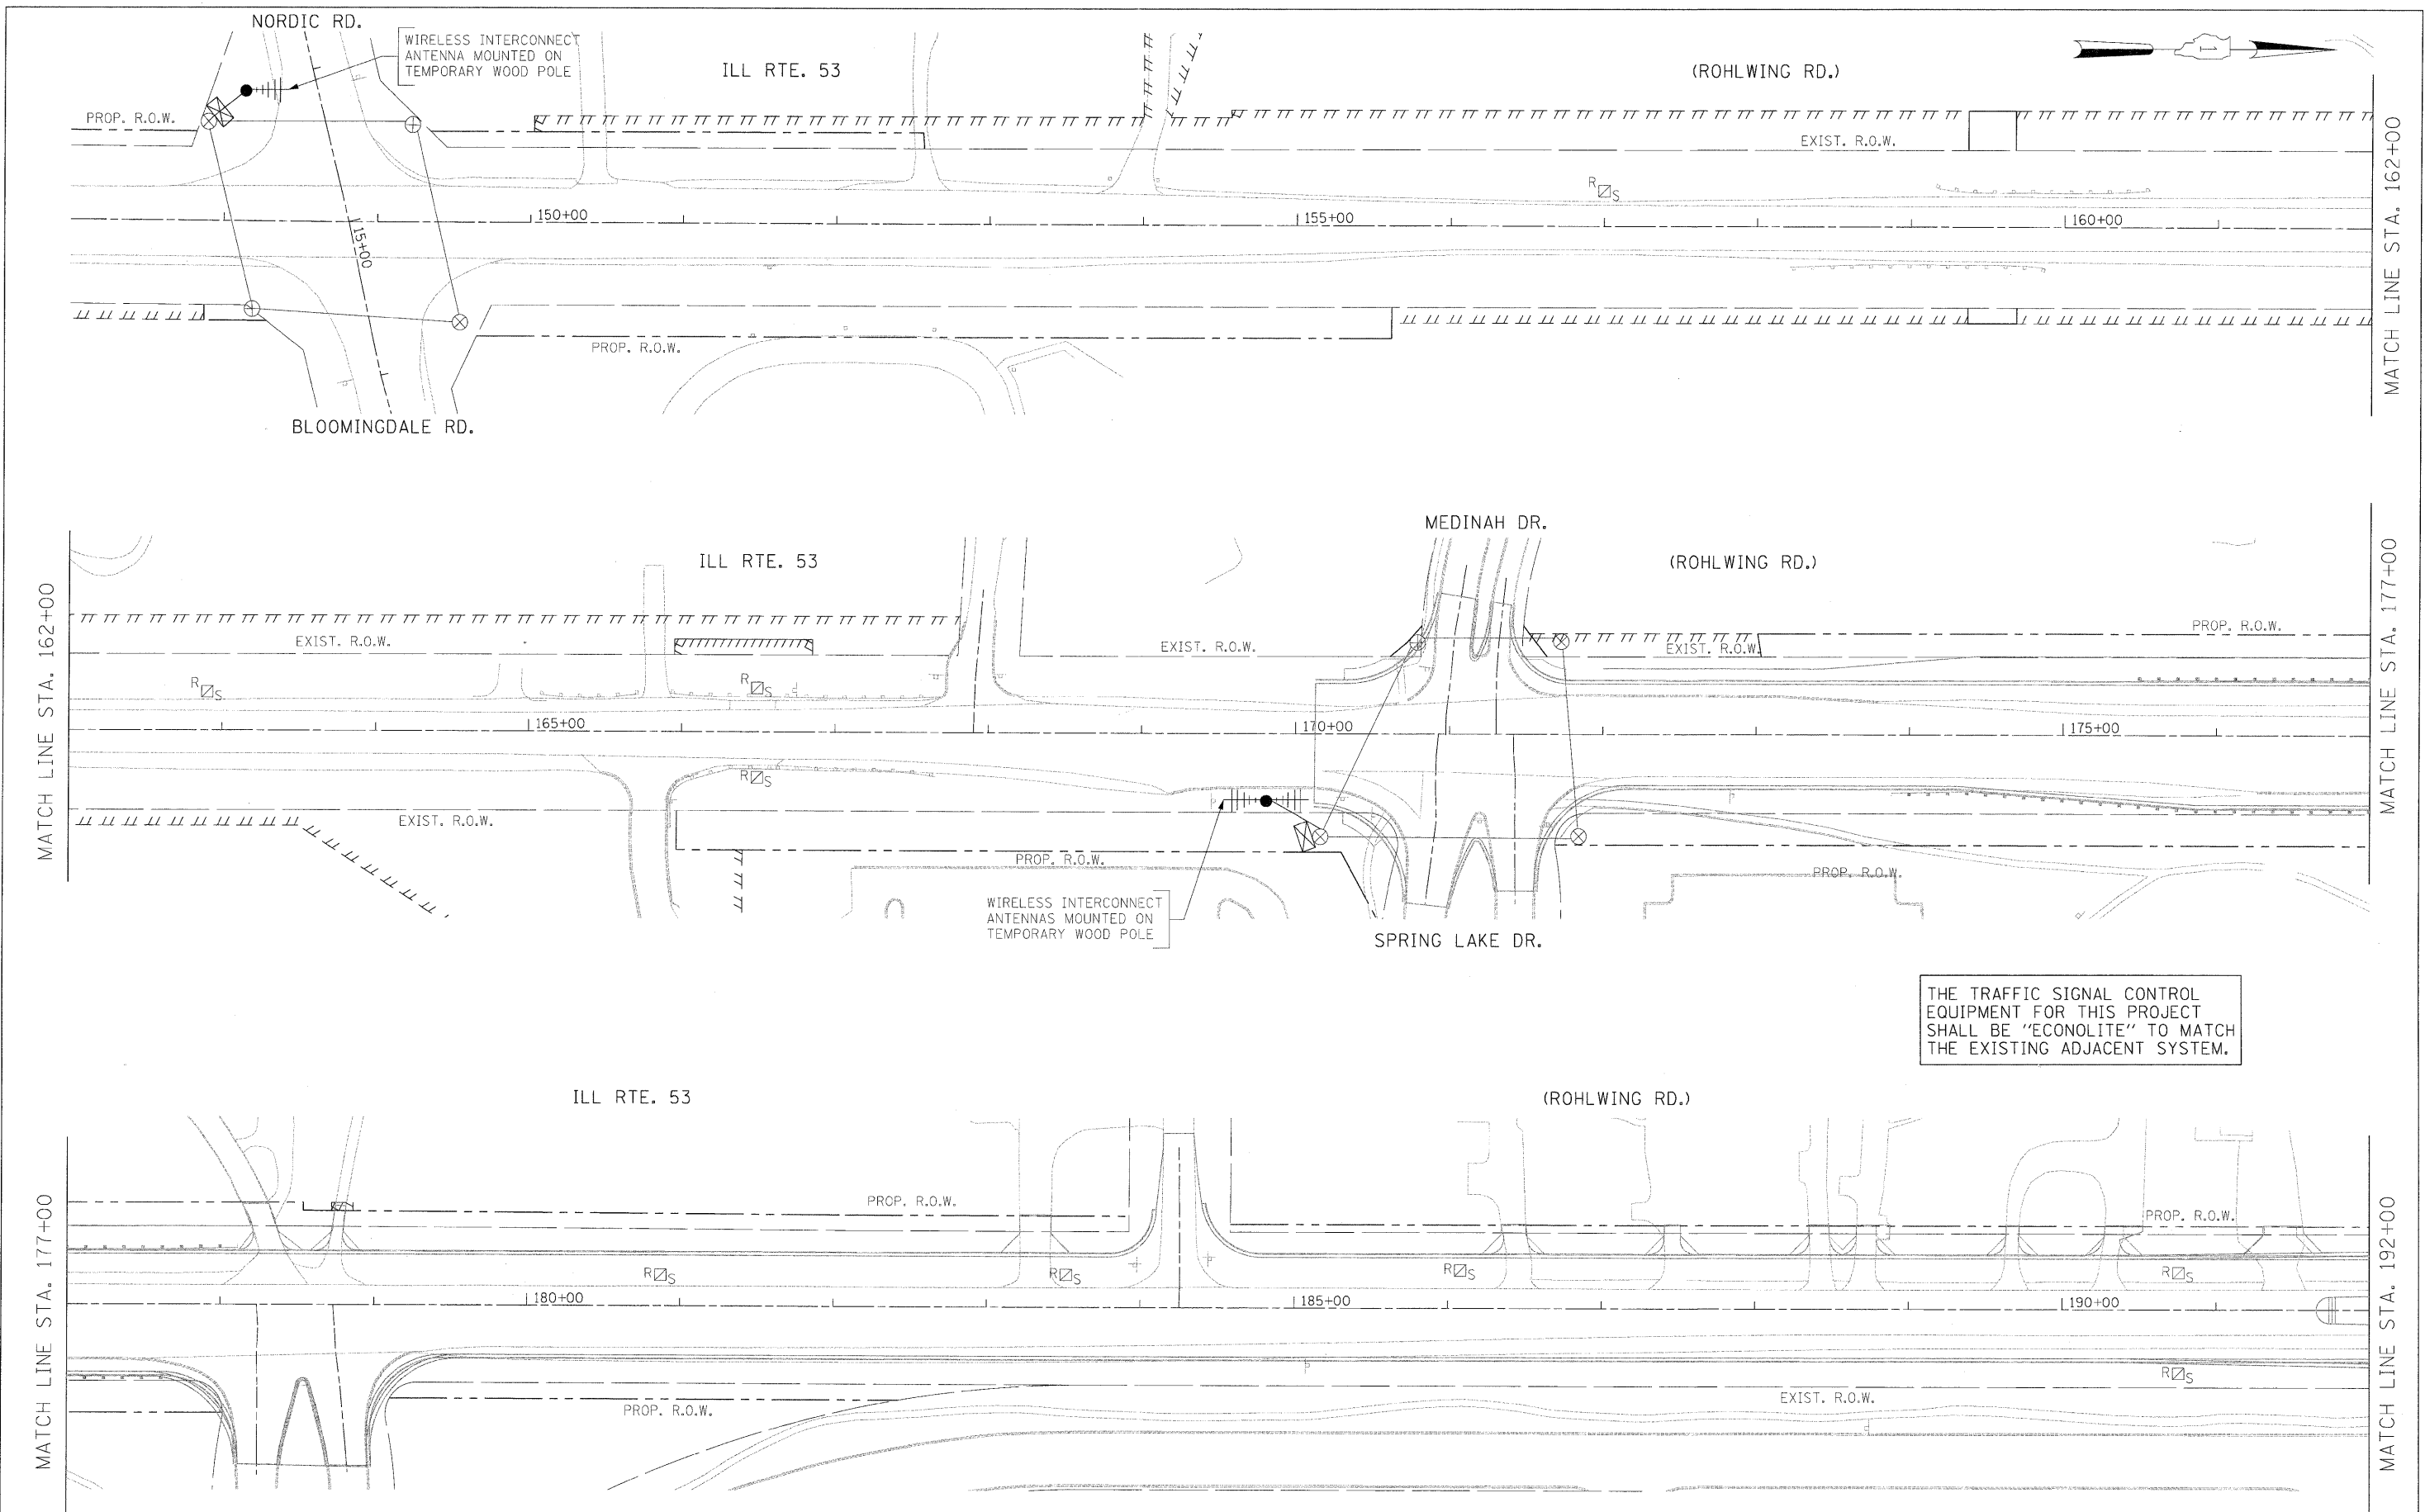 NORDIC RD.
WIRELESS INTERCONNECT
ANTENNA MOUNTED ON
TEMPORARY WOOD POLE
ILL RTE. 53
(ROHLWING RD.)
PROP. R.O.W.
EXIST. R.O.W.
R S
150+00
155+00
160+00
15+00
PROP. R.O.W.
BLOOMINGDALE RD.
MATCH LINE STA. 162+00
MATCH LINE STA. 162+00
MEDINAH DR.
ILL RTE. 53
(ROHLWING RD.)
PROP. R.O.W.
EXIST. R.O.W.
EXIST. R.O.W.
EXIST. R.O.W.
R S
R S
165+00
170+00
175+00
R S
EXIST. R.O.W.
PROP. R.O.W.
PROP. R.O.W.
WIRELESS INTERCONNECT
ANTENNAS MOUNTED ON
TEMPORARY WOOD POLE
SPRING LAKE DR.
MATCH LINE STA. 177+00
THE TRAFFIC SIGNAL CONTROL
EQUIPMENT FOR THIS PROJECT
SHALL BE "ECONOLITE" TO MATCH
THE EXISTING ADJACENT SYSTEM.
ILL RTE. 53
(ROHLWING RD.)
MATCH LINE STA. 177+00
PROP. R.O.W.
PROP. R.O.W.
R S
R S
R S
R S
180+00
185+00
190+00
R S
EXIST. R.O.W.
PROP. R.O.W.
MATCH LINE STA. 192+00